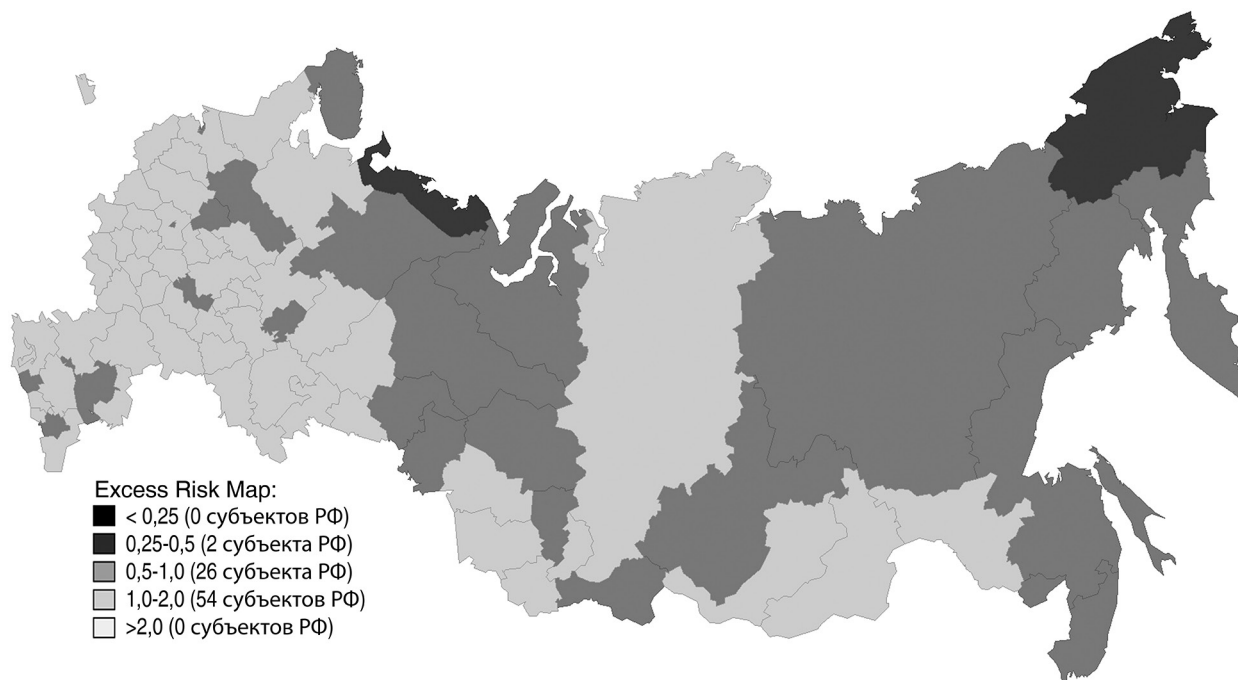 Excess Risk Map:
< 0,25 (0 субъектов РФ)
0,25-0,5 (2 субъекта РФ)
0,5-1,0 (26 субъекта РФ)
1,0-2,0 (54 субъектов РФ)
>2,0 (0 субъектов РФ)